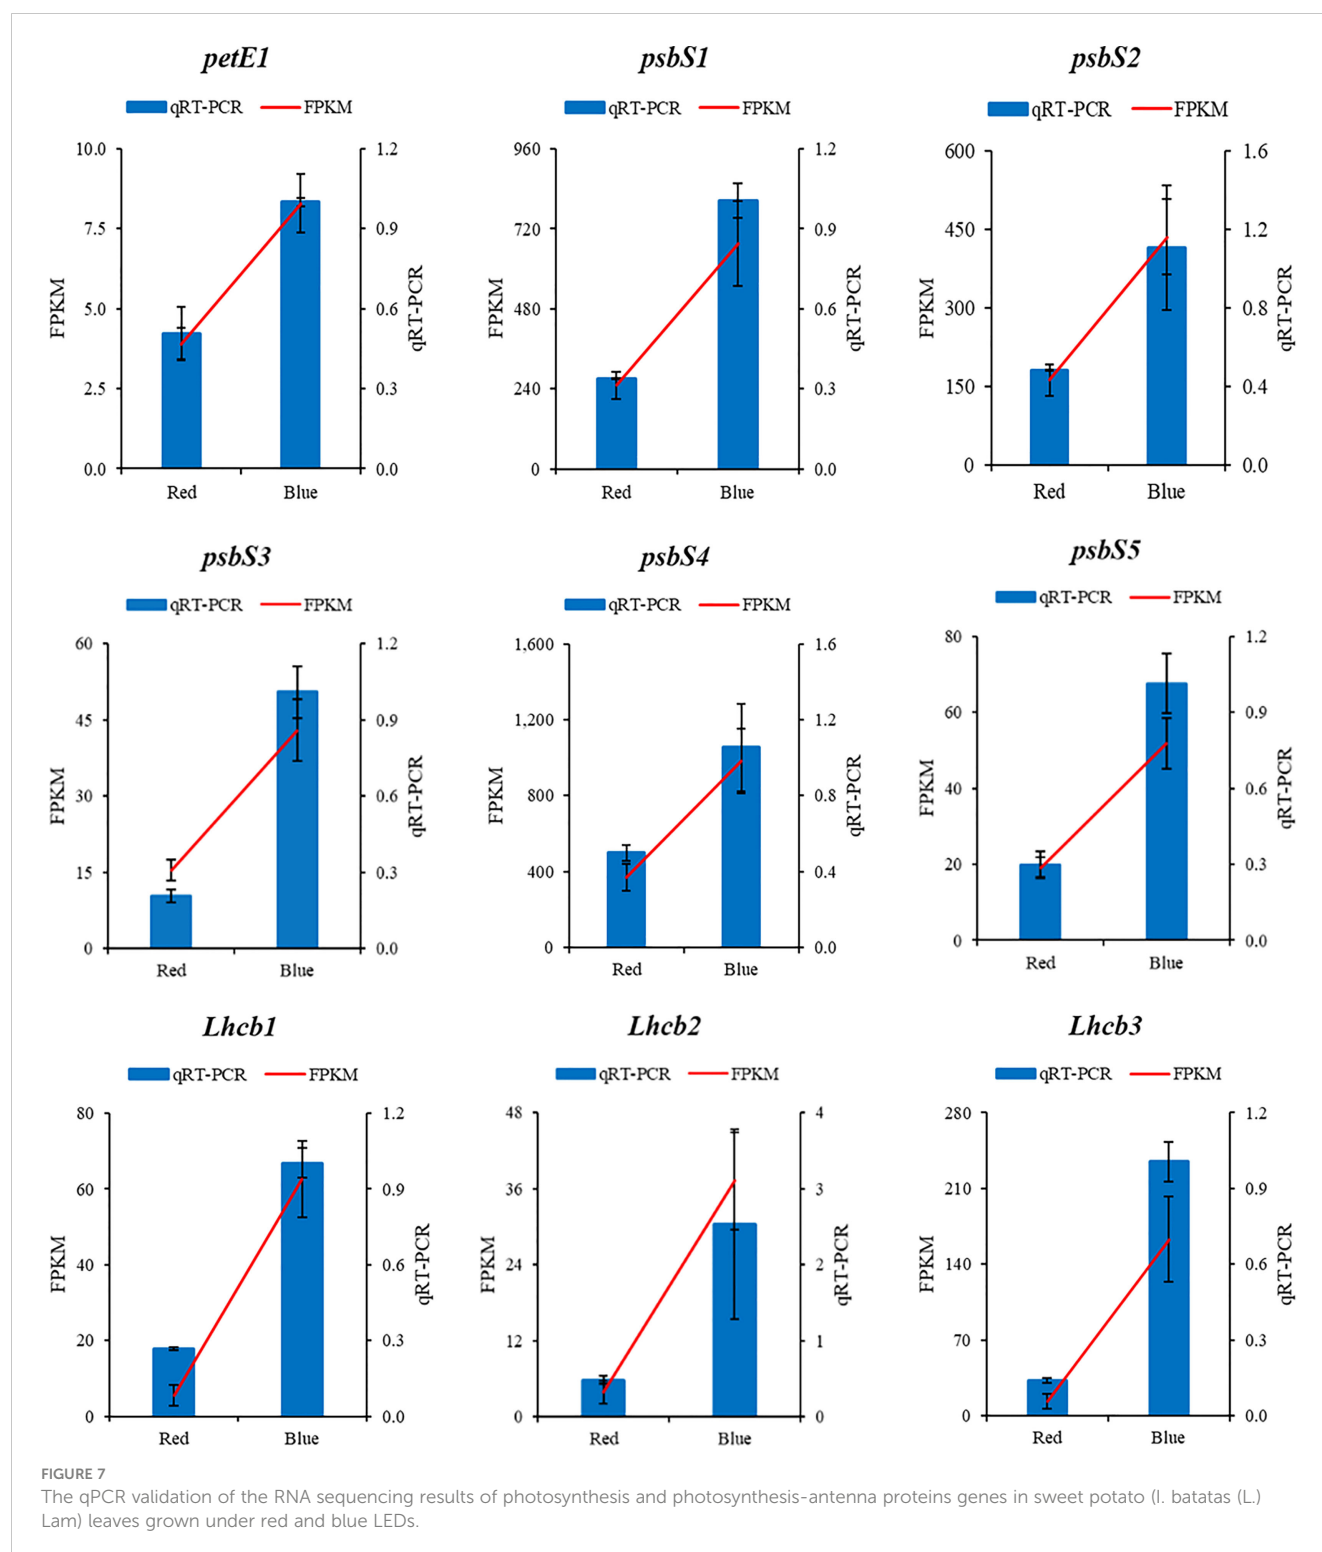 petE1
qRT-PCR FPKM
10.0
7.5
5.0
2.5
0.0
FPKM
1.2
0.9
0.6
0.3
0.0
qRT-PCR
Red Blue
psbS1
qRT-PCR FPKM
960
720
480
240
0
FPKM
1.2
0.9
0.6
0.3
0.0
qRT-PCR
Red Blue
psbS2
qRT-PCR FPKM
600
450
300
150
0
FPKM
1.6
1.2
0.8
0.4
0.0
qRT-PCR
Red Blue
psbS3
qRT-PCR FPKM
60
45
30
15
0
FPKM
1.2
0.9
0.6
0.3
0.0
qRT-PCR
Red Blue
psbS4
qRT-PCR FPKM
1,600
1,200
800
400
0
FPKM
1.6
1.2
0.8
0.4
0.0
qRT-PCR
Red Blue
psbS5
qRT-PCR FPKM
80
60
40
20
0
FPKM
1.2
0.9
0.6
0.3
0.0
qRT-PCR
Red Blue
Lhcb1
qRT-PCR FPKM
80
60
40
20
0
FPKM
1.2
0.9
0.6
0.3
0.0
qRT-PCR
Red Blue
Lhcb2
qRT-PCR FPKM
48
36
24
12
0
FPKM
4
3
2
1
0
qRT-PCR
Red Blue
Lhcb3
qRT-PCR FPKM
280
210
140
70
0
FPKM
1.2
0.9
0.6
0.3
0.0
qRT-PCR
Red Blue
FIGURE 7
The qPCR validation of the RNA sequencing results of photosynthesis and photosynthesis-antenna proteins genes in sweet potato (I. batatas (L.)
Lam) leaves grown under red and blue LEDs.